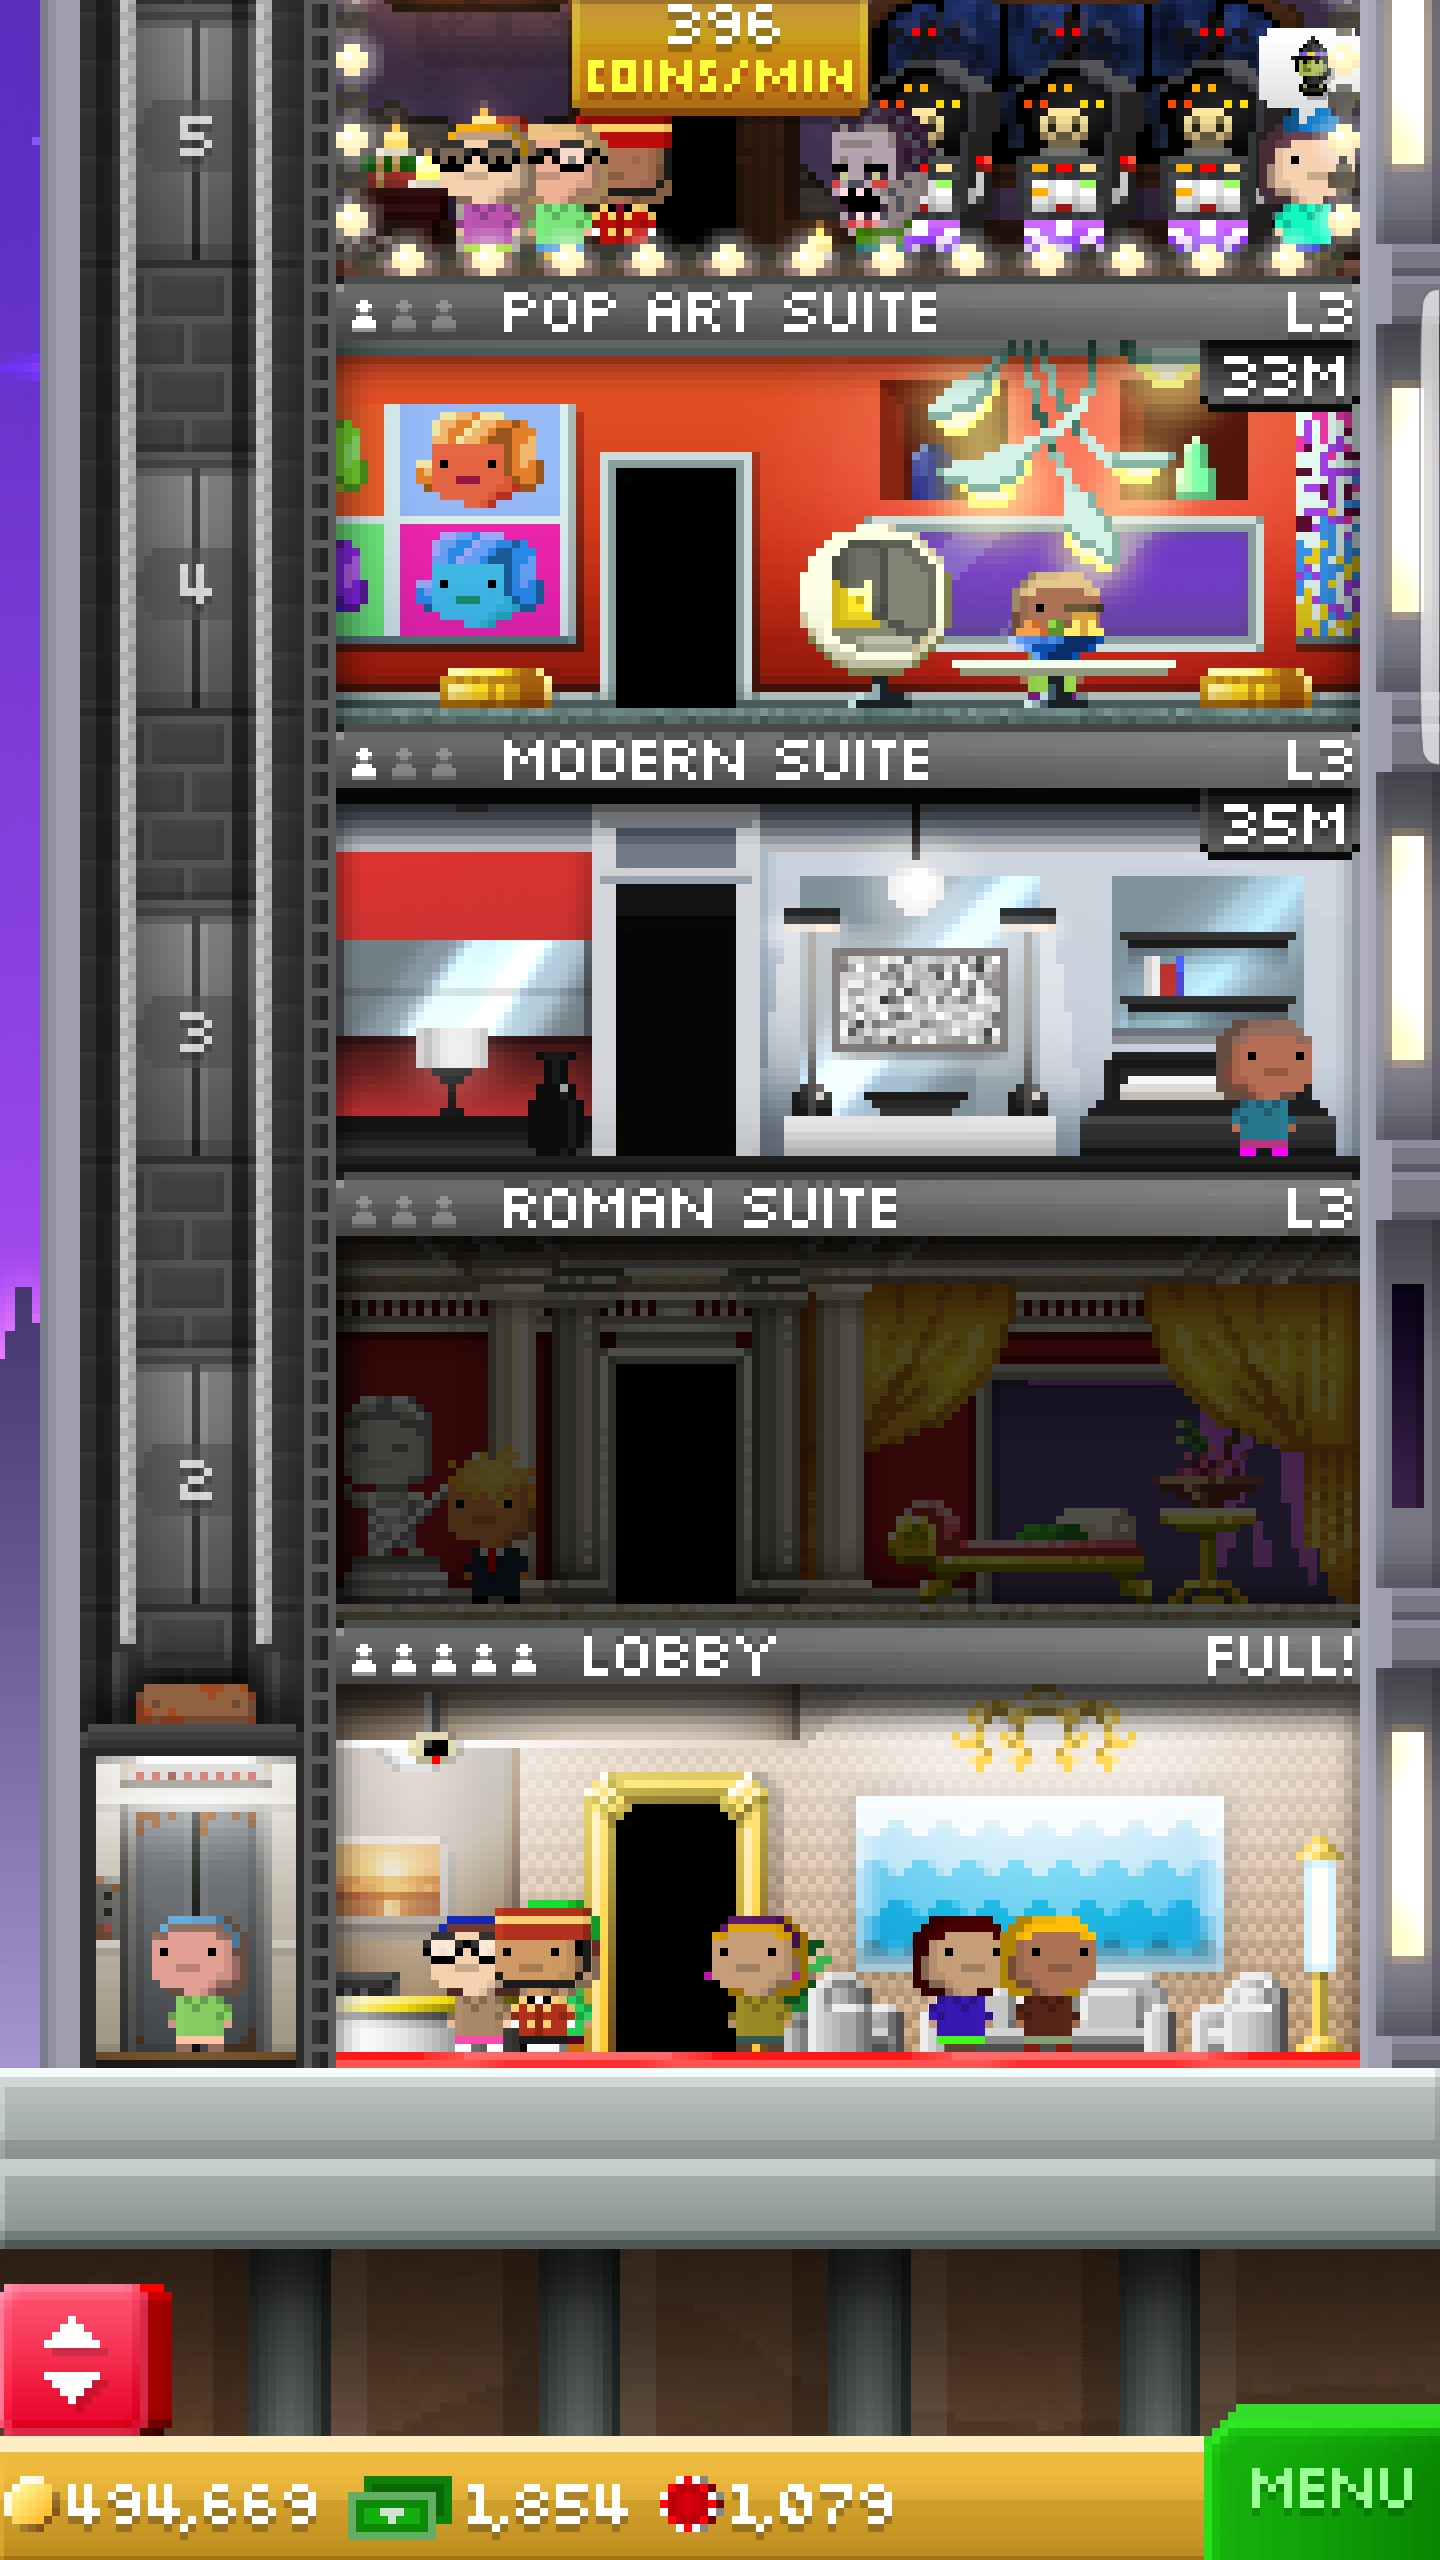 396
COINS/MIN
5
POP ART SUITE L3
33M
4
MODERN SUITE L3
35M
3
ROMAN SUITE L3
2
LOBBY FULL!
494,669 1,854 1,079
MENU